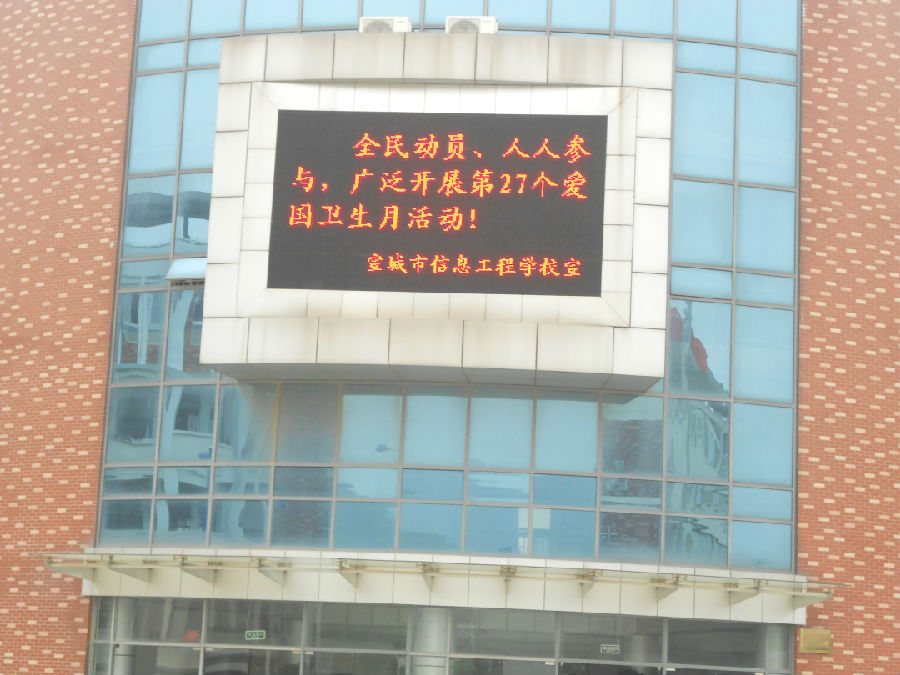 全民动员、人人参
与，广泛开展第27个爱
国卫生月活动！
宣城市信息工程学校宣